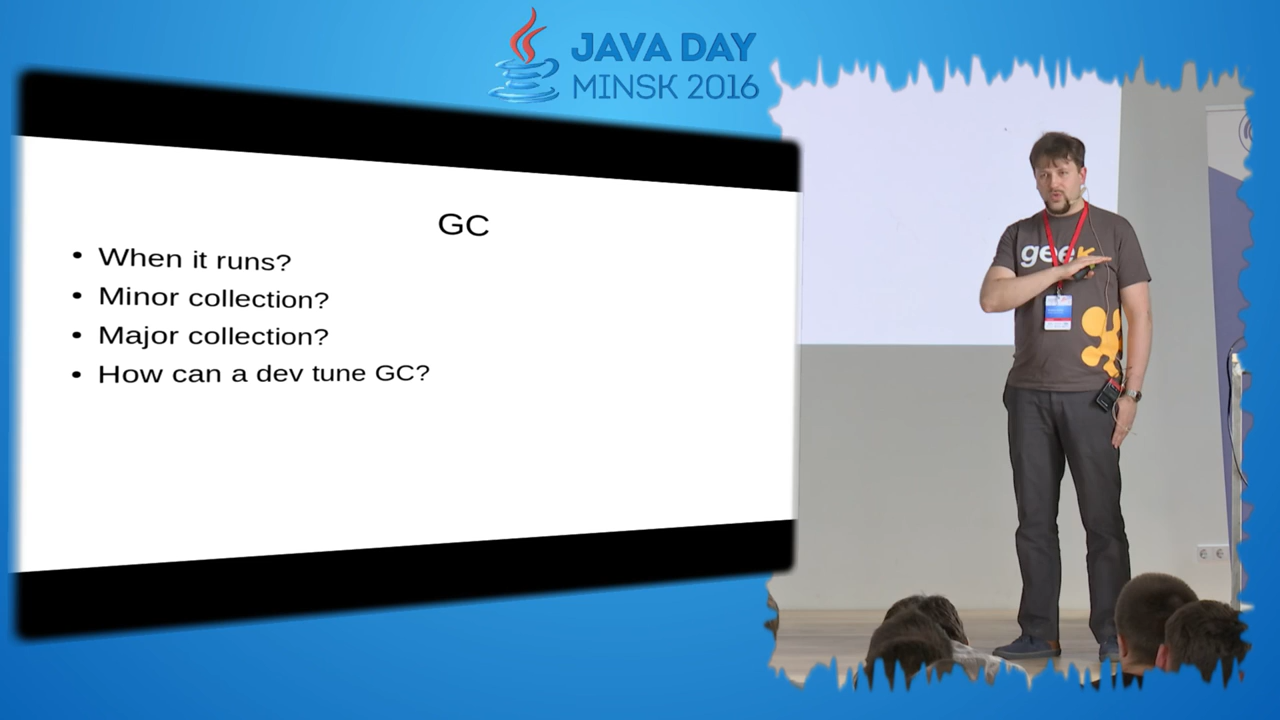 JAVA DAY
MINSK 2016
GC
• When it runs?
• Minor collection?
• Major collection?
• How can a dev tune GC?
geek